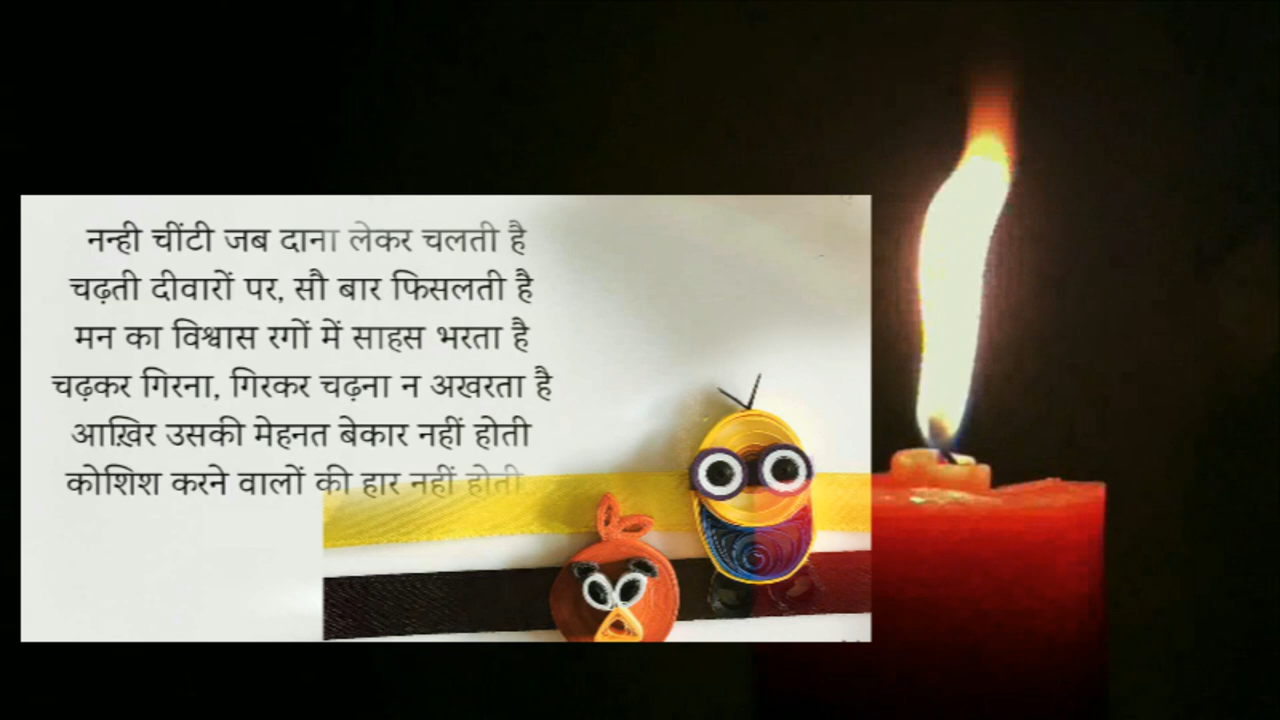 नन्ही चींटी जब दाना लेकर चलती है
चढ़ती दीवारों पर, सौ बार फिसलती है
मन का विश्वास रगों में साहस भरता है
चढ़कर गिरना, गिरकर चढ़ना न अखरता है
आख़िर उसकी मेहनत बेकार नहीं होती
कोशिश करने वालों की हार नहीं होती